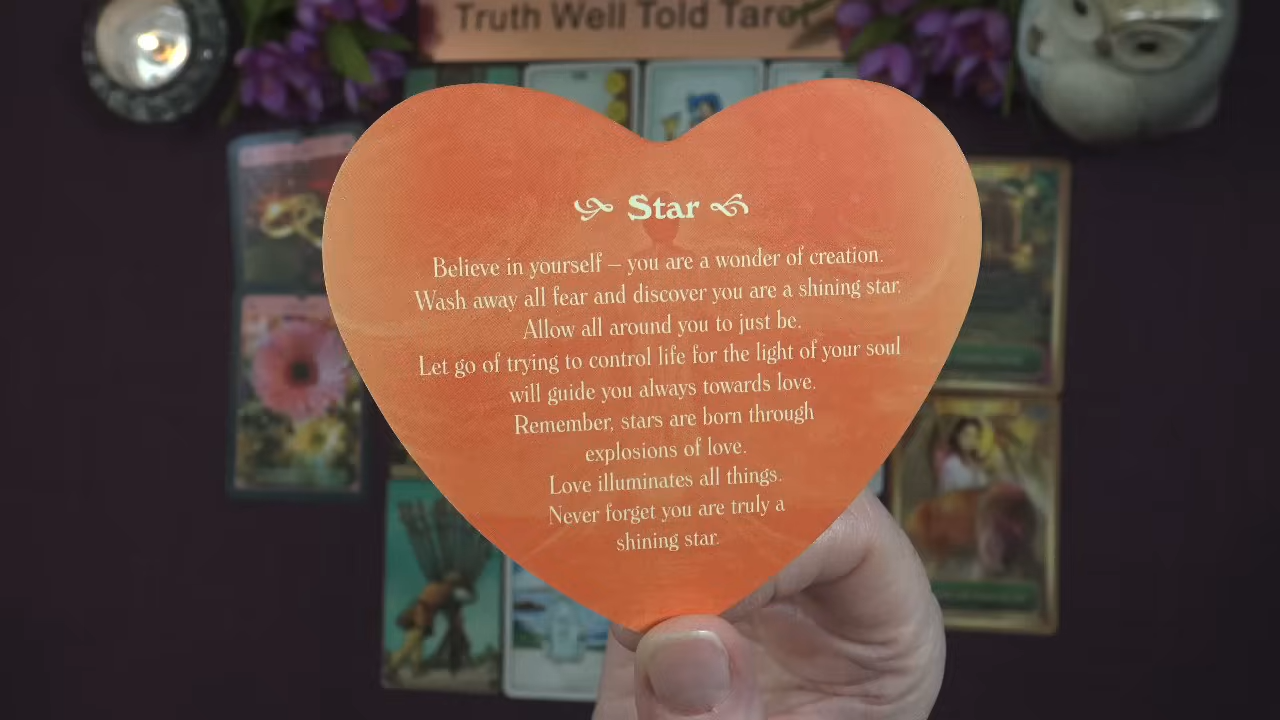 Truth Well Told Tarot
Star
Believe in yourself – you are a wonder of creation.
Wash away all fear and discover you are a shining star.
Allow all around you to just be.
Let go of trying to control life for the light of your soul
will guide you always towards love.
Remember, stars are born through
explosions of love.
Love illuminates all things.
Never forget you are truly a
shining star.